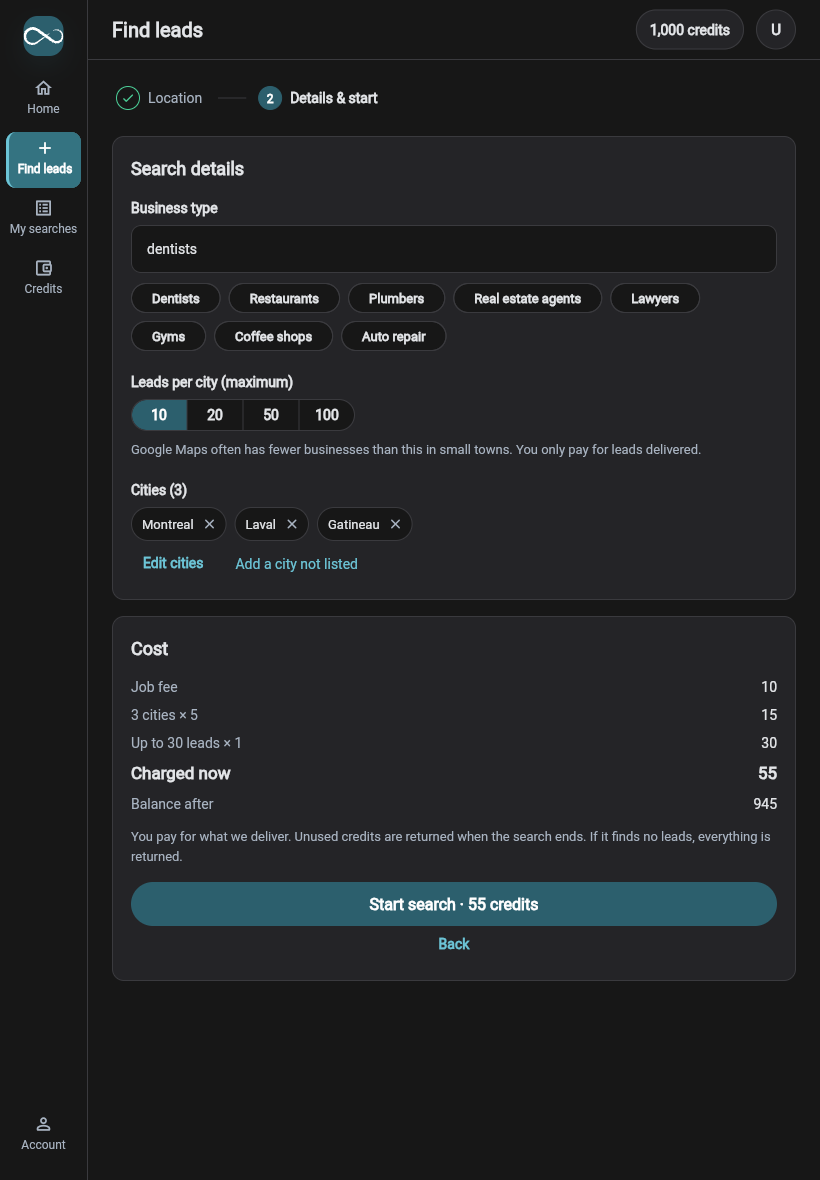 Find leads
1,000 credits
U
Home
Find leads
My searches
Credits
Account
Location
2
Details & start
Search details
Business type
dentists
Dentists Restaurants Plumbers Real estate agents Lawyers
Gyms Coffee shops Auto repair
Leads per city (maximum)
10 20 50 100
Google Maps often has fewer businesses than this in small towns. You only pay for leads delivered.
Cities (3)
Montreal ✕ Laval ✕ Gatineau ✕
Edit cities Add a city not listed
Cost
Job fee 10
3 cities × 5 15
Up to 30 leads × 1 30
Charged now 55
Balance after 945
You pay for what we deliver. Unused credits are returned when the search ends. If it finds no leads, everything is
returned.
Start search · 55 credits
Back